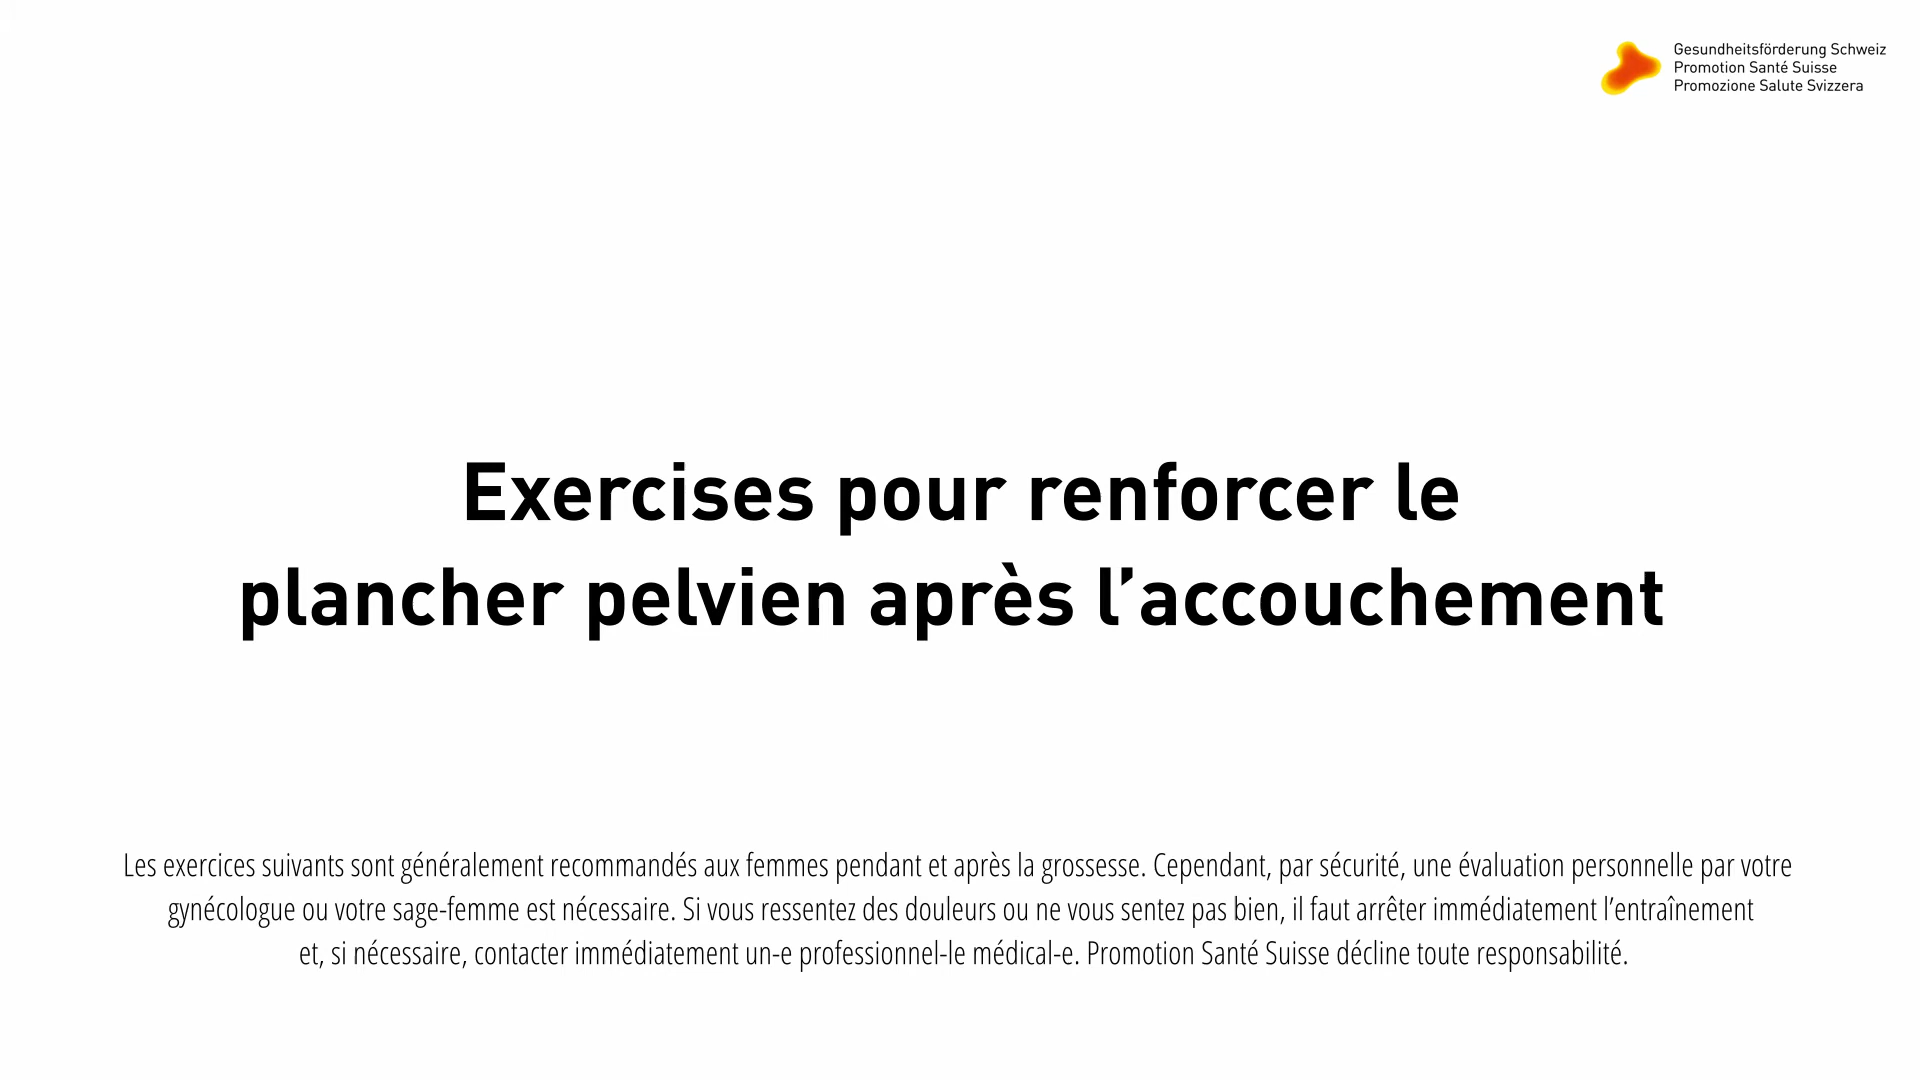 Gesundheitsförderung Schweiz
Promotion Santé Suisse
Promozione Salute Svizzera
Exercises pour renforcer le
plancher pelvien après l’accouchement
Les exercices suivants sont généralement recommandés aux femmes pendant et après la grossesse. Cependant, par sécurité, une évaluation personnelle par votre
gynécologue ou votre sage-femme est nécessaire. Si vous ressentez des douleurs ou ne vous sentez pas bien, il faut arrêter immédiatement l’entraînement
et, si nécessaire, contacter immédiatement un-e professionnel-le médical-e. Promotion Santé Suisse décline toute responsabilité.